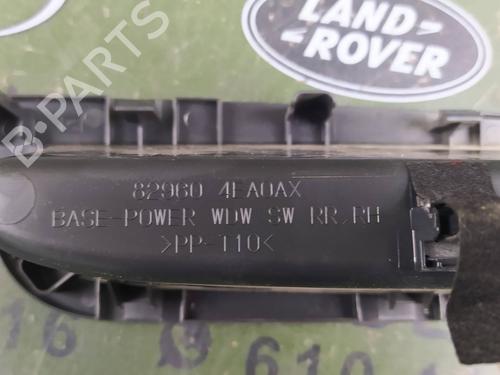 LAND
ROVER
B-PARTS
82960 4EA0AX
BASE-POWER WDW SW RR,RH
>PP-T10<
16
610